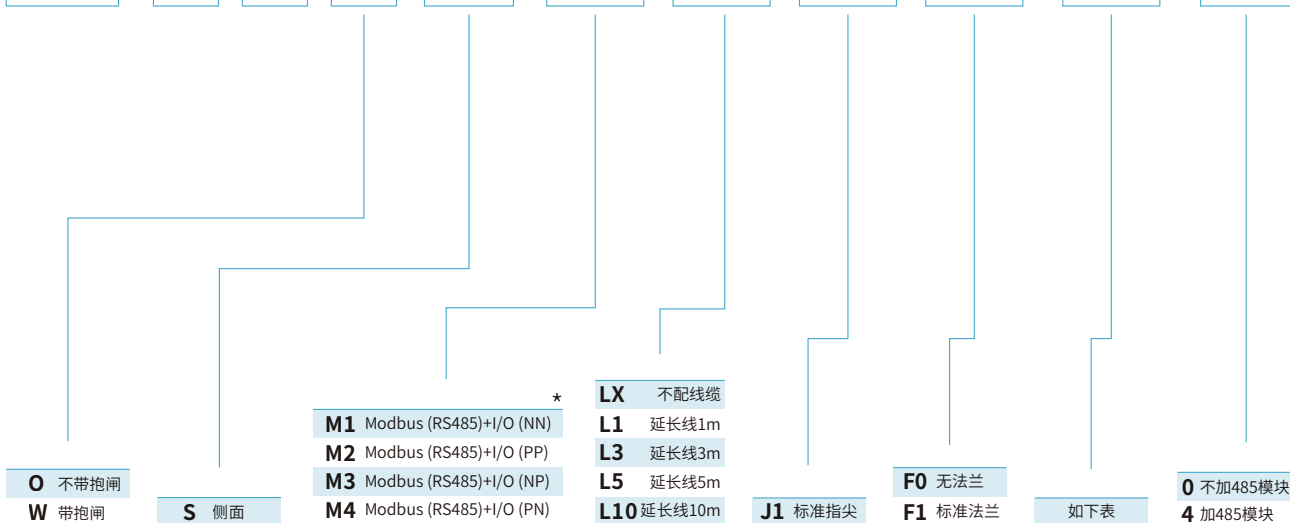 O 不带抱闸
W 带抱闸
S 侧面
*
M1 Modbus (RS485)+I/O (NN)
M2 Modbus (RS485)+I/O (PP)
M3 Modbus (RS485)+I/O (NP)
M4 Modbus (RS485)+I/O (PN)
LX 不配线缆
L1 延长线1m
L3 延长线3m
L5 延长线5m
L10 延长线10m
J1 标准指尖
F0 无法兰
F1 标准法兰
如下表
0 不加485模块
4 加485模块